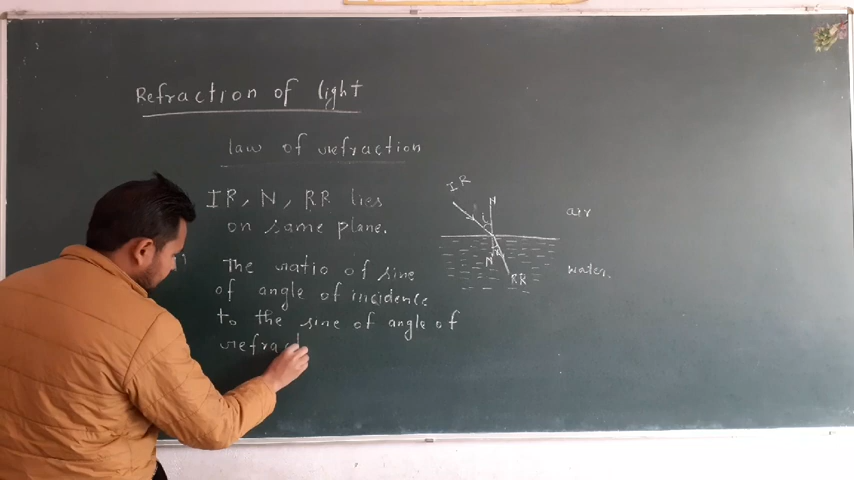 Refraction of light
law of refraction
IR, N, RR lies
on same plane.
The ratio of sine
of angle of incidence
to the sine of angle of
refract
IR
N
i
air
N
r
RR
water.